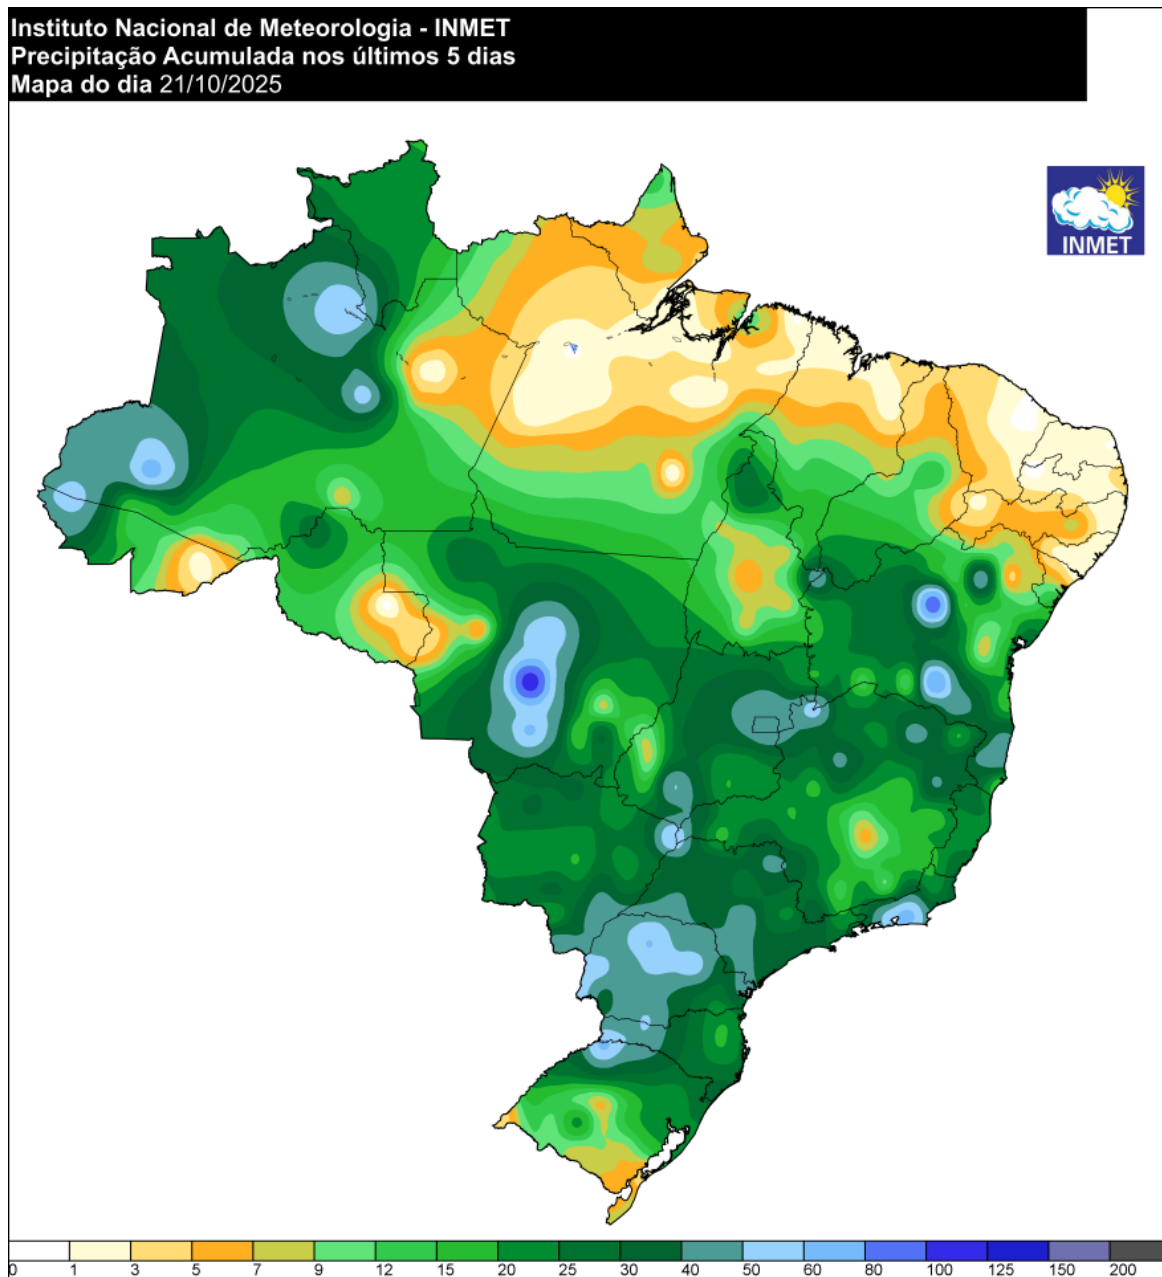 Instituto Nacional de Meteorologia - INMET
Precipitação Acumulada nos últimos 5 dias
Mapa do dia 21/10/2025
INMET
0 1 3 5 7 9 12 15 20 25 30 40 50 60 80 100 125 150 200